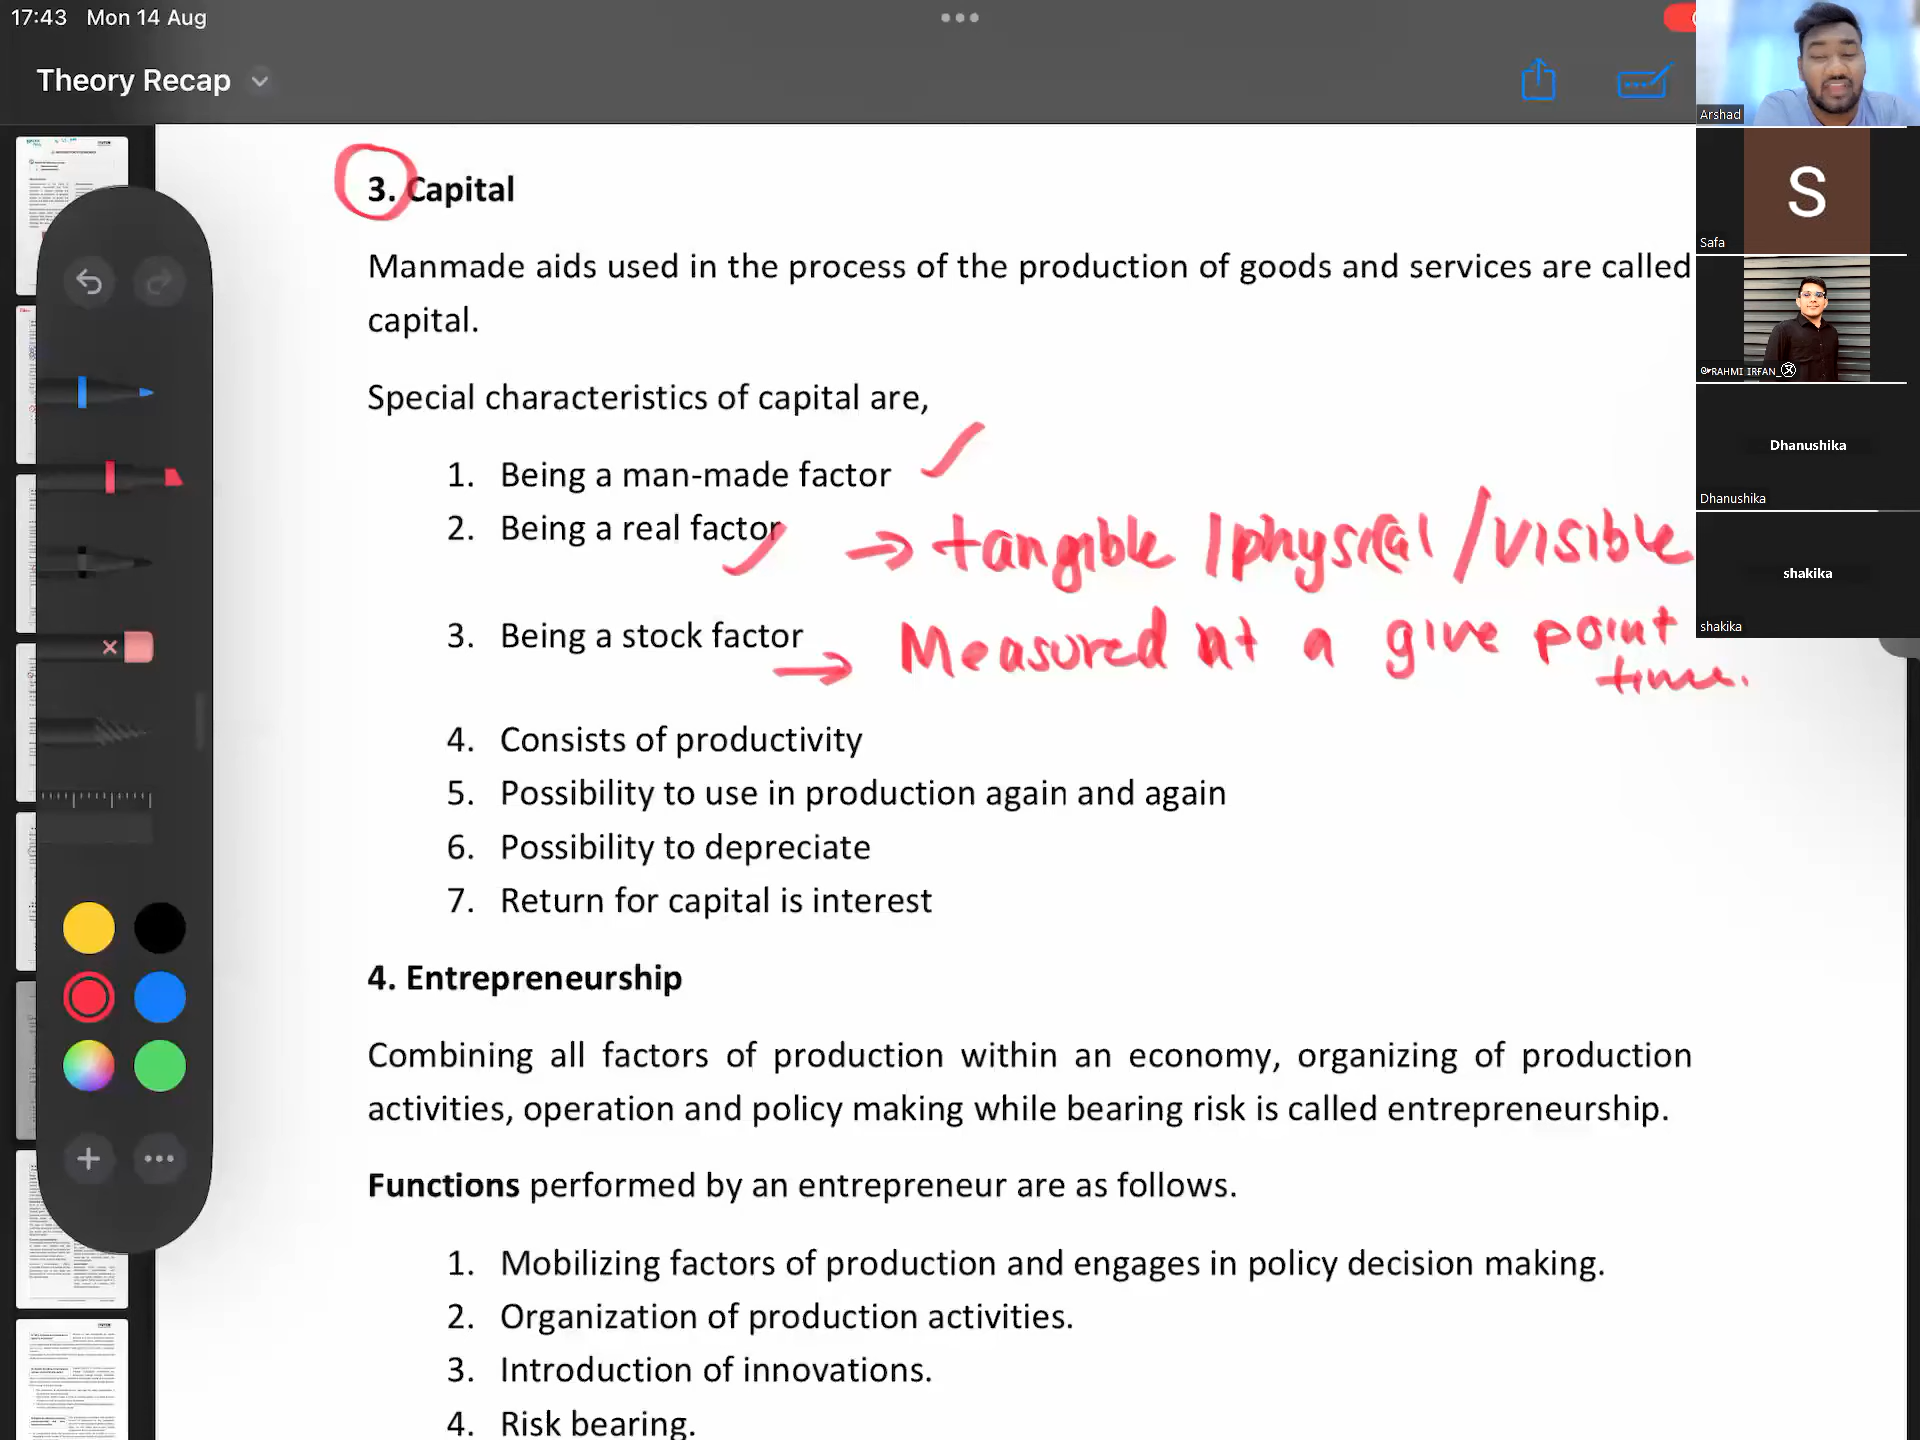 17:43 Mon 14 Aug
Theory Recap
Arshad
S
Safa
RAHMI IRFAN_
Dhanushika
Dhanushika
shakika
shakika
3. Capital
Manmade aids used in the process of the production of goods and services are called
capital.
Special characteristics of capital are,
1. Being a man-made factor
2. Being a real factor → tangible / physical / visible
3. Being a stock factor → Measured at a give point
time.
4. Consists of productivity
5. Possibility to use in production again and again
6. Possibility to depreciate
7. Return for capital is interest
4. Entrepreneurship
Combining all factors of production within an economy, organizing of production
activities, operation and policy making while bearing risk is called entrepreneurship.
Functions performed by an entrepreneur are as follows.
1. Mobilizing factors of production and engages in policy decision making.
2. Organization of production activities.
3. Introduction of innovations.
4. Risk bearing.